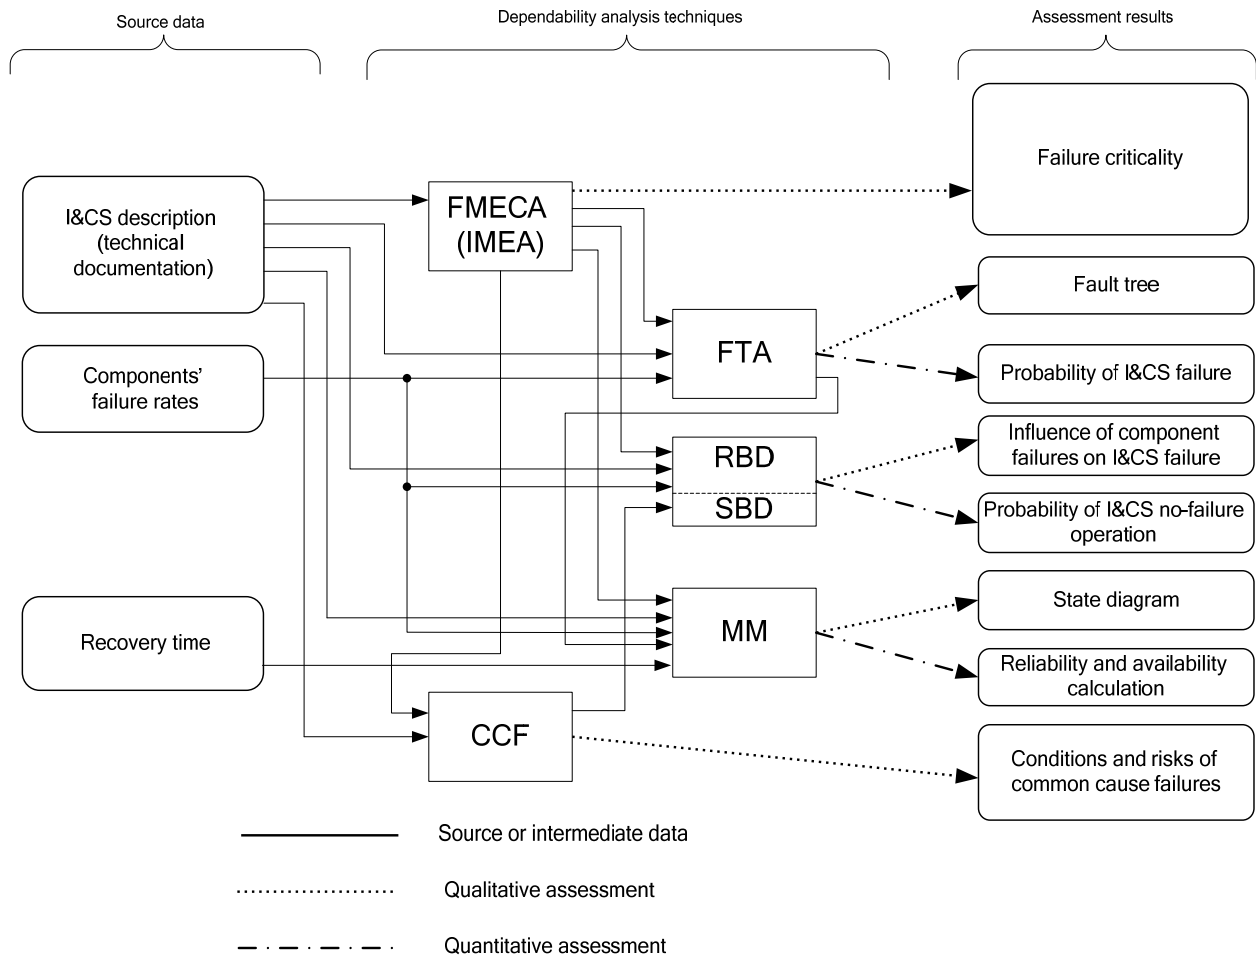 Source data
Dependability analysis techniques
Assessment results
I&CS description
(technical
documentation)
Components'
failure rates
Recovery time
FMECA
(IMEA)
FTA
RBD
SBD
MM
CCF
Failure criticality
Fault tree
Probability of I&CS failure
Influence of component
failures on I&CS failure
Probability of I&CS no-failure
operation
State diagram
Reliability and availability
calculation
Conditions and risks of
common cause failures
Source or intermediate data
Qualitative assessment
Quantitative assessment